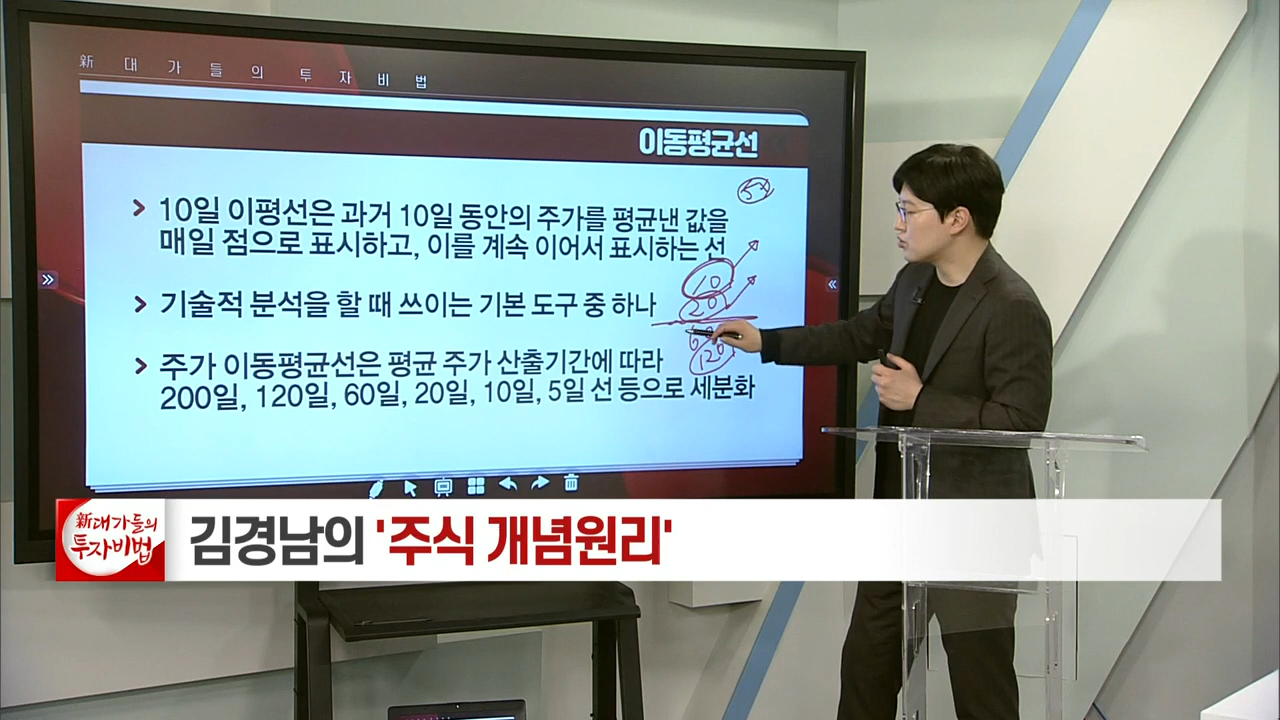 新 대 가 들 의 투 자 비 법
이동평균선
10일 이평선은 과거 10일 동안의 주가를 평균낸 값을
매일 점으로 표시하고, 이를 계속 이어서 표시하는 선
기술적 분석을 할 때 쓰이는 기본 도구 중 하나
주가 이동평균선은 평균 주가 산출기간에 따라
200일, 120일, 60일, 20일, 10일, 5일 선 등으로 세분화
10
20
120
新대가들의
투자비법
김경남의 '주식 개념원리'